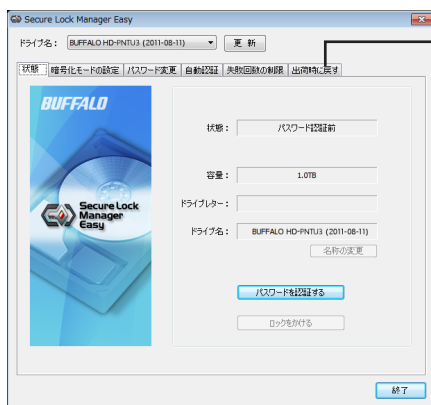 Secure Lock Manager Easy
ドライブ名： BUFFALO HD-PNTU3 (2011-08-11) 更 新
状態 暗号化モードの設定 パスワード変更 自動認証 失敗回数の制限 出荷時に戻す
BUFFALO
Secure Lock
Manager
Easy
状態： パスワード認証前
容量： 1.0TB
ドライブレター：
ドライブ名： BUFFALO HD-PNTU3 (2011-08-11)
名称の変更
パスワードを認証する
ロックをかける
終了